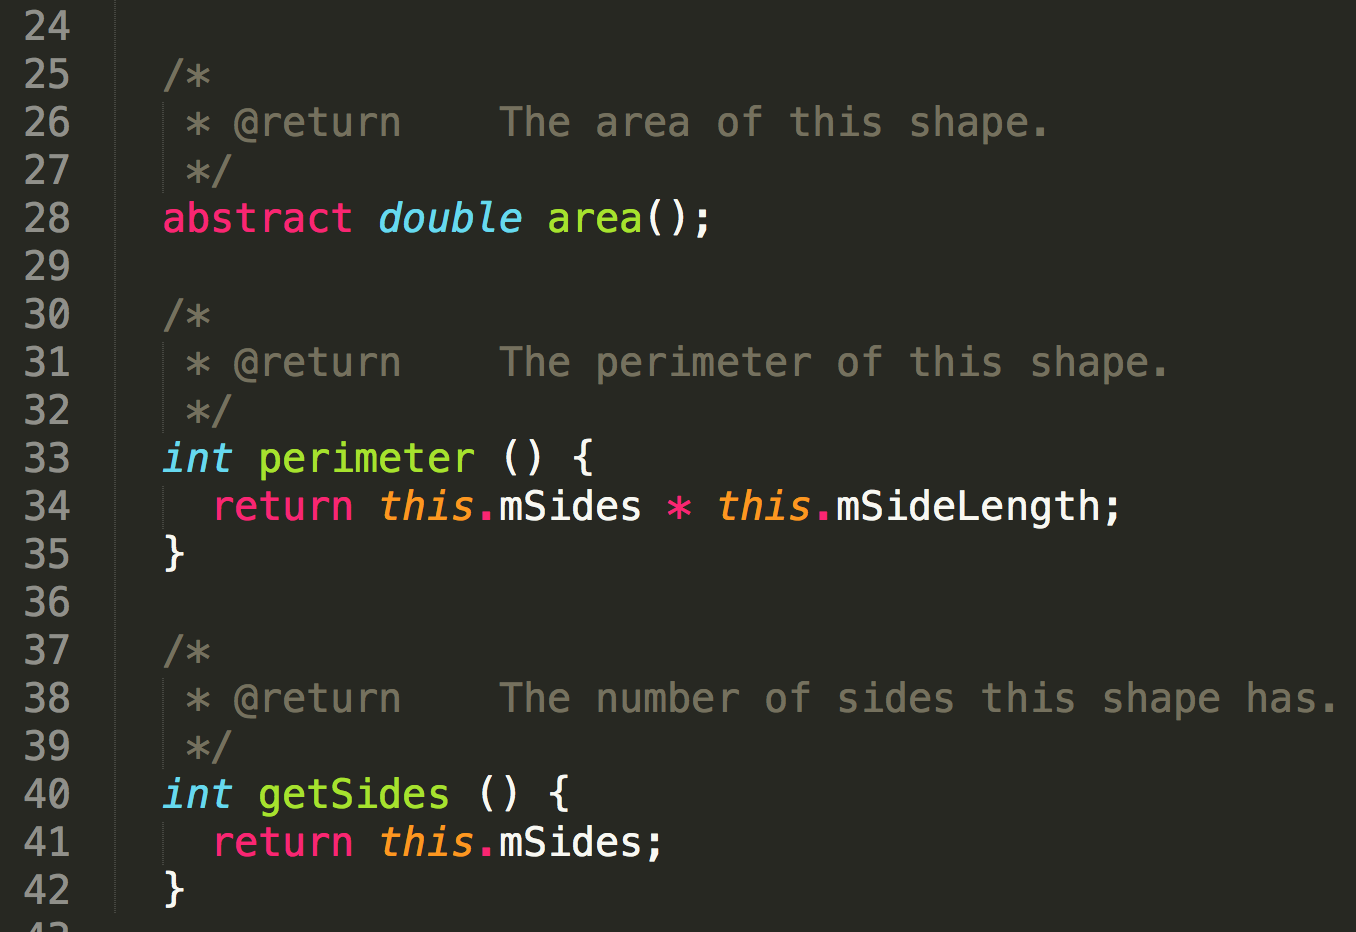 24
25 /*
26 * @return The area of this shape.
27 */
28 abstract double area();
29
30 /*
31 * @return The perimeter of this shape.
32 */
33 int perimeter () {
34 return this.mSides * this.mSideLength;
35 }
36
37 /*
38 * @return The number of sides this shape has.
39 */
40 int getSides () {
41 return this.mSides;
42 }
43